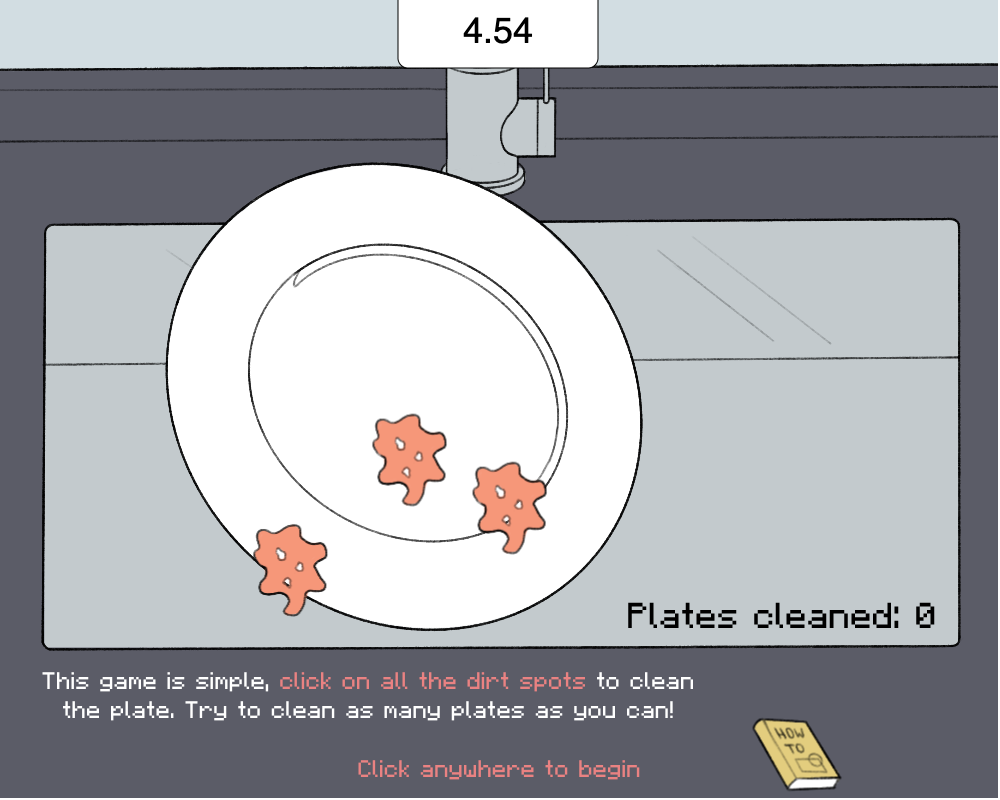 4.54
Plates cleaned: 0
This game is simple, click on all the dirt spots to clean
the plate. Try to clean as many plates as you can!
HOW
TO
Click anywhere to begin